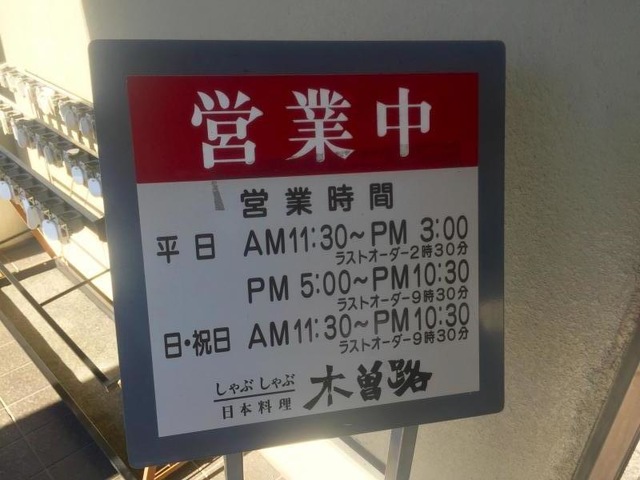 営業中
営業時間
平日 AM11:30~PM 3:00
ラストオーダー2時30分
PM 5:00~PM10:30
ラストオーダー9時30分
日・祝日 AM11:30~PM10:30
ラストオーダー9時30分
しゃぶしゃぶ
日本料理 木曽路